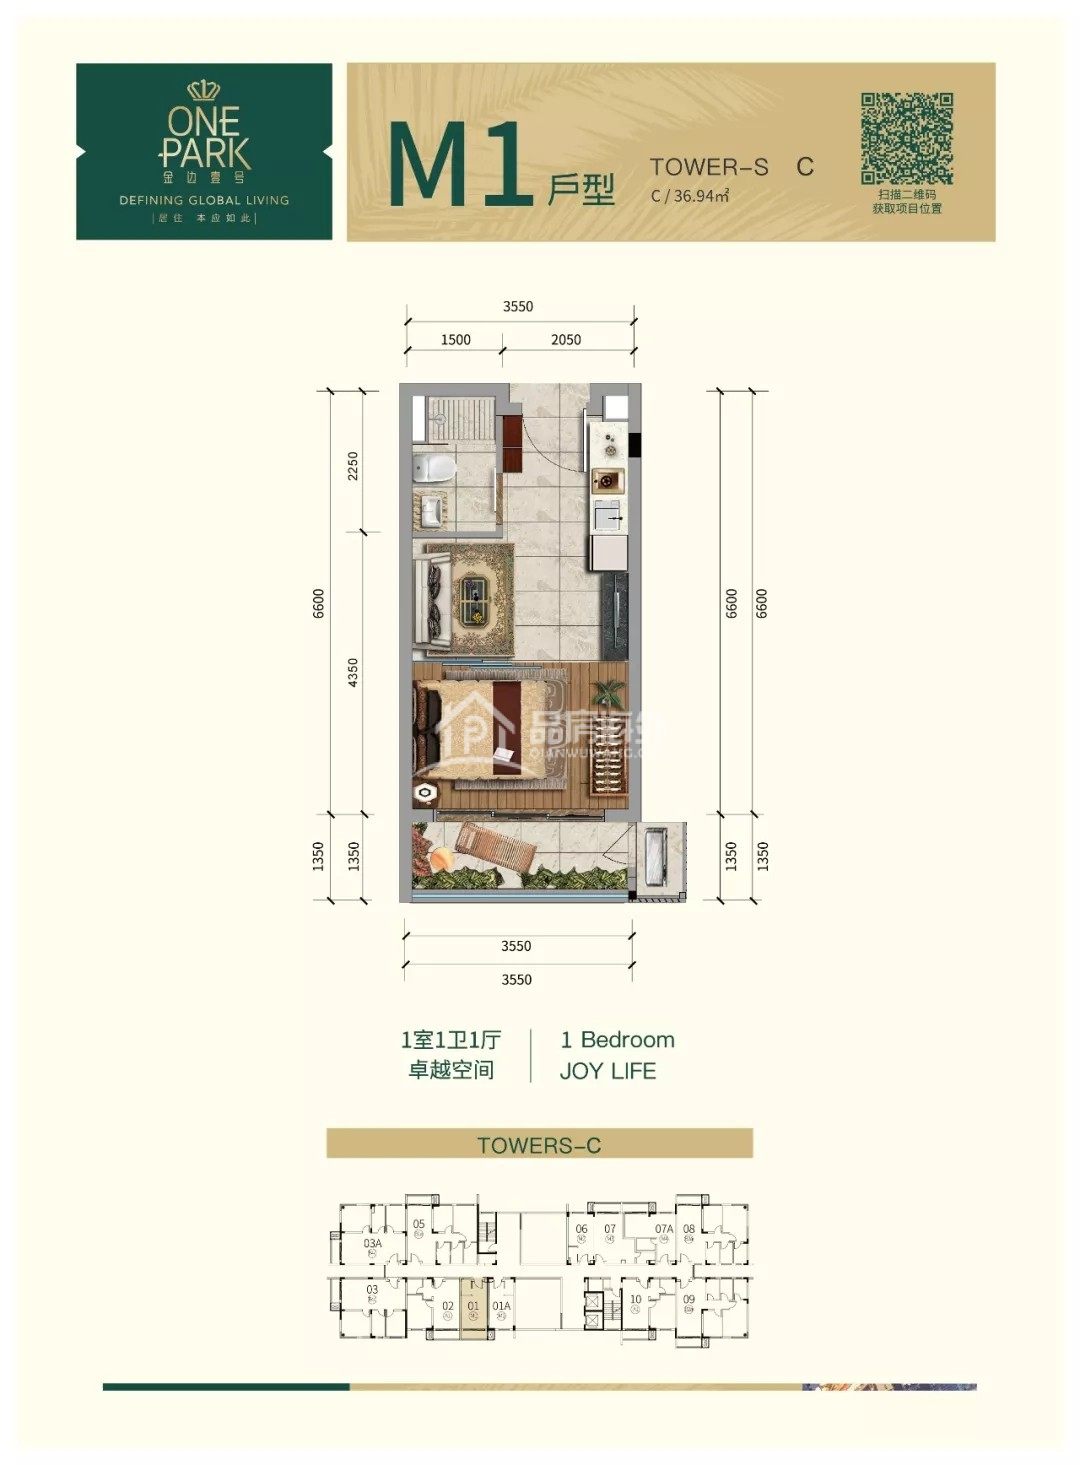 ONE
PARK
金边壹号
DEFINING GLOBAL LIVING
居住 本应如此
M1 戶型
TOWER-S C
C / 36.94㎡
扫描二维码
获取项目位置
3550
1500 2050
2250
6600
4350
1350 1350
6600 6600
1350 1350
品房海外
QIANWUWANG.C
3550
3550
1室1卫1厅
卓越空间
1 Bedroom
JOY LIFE
TOWERS-C
05 06 07 07A 08
03A
03 02 01 01A 10 09